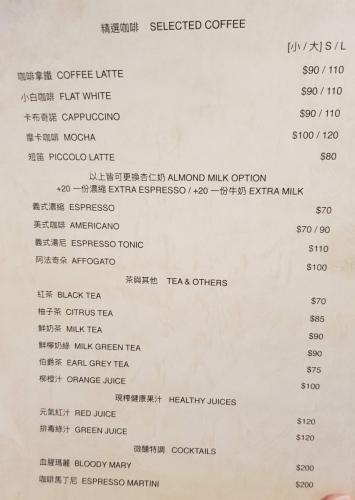 精選咖啡 SELECTED COFFEE
[小 / 大] S / L
咖啡拿鐵 COFFEE LATTE $90 / 110
小白咖啡 FLAT WHITE $90 / 110
卡布奇諾 CAPPUCCINO $90 / 110
摩卡咖啡 MOCHA $100 / 120
短笛 PICCOLO LATTE $80
以上皆可更換杏仁奶 ALMOND MILK OPTION
+20 一份濃縮 EXTRA ESPRESSO / +20 一份牛奶 EXTRA MILK
義式濃縮 ESPRESSO $70
美式咖啡 AMERICANO $70 / 90
義式湯尼 ESPRESSO TONIC $110
阿法奇朵 AFFOGATO $100
茶與其他 TEA & OTHERS
紅茶 BLACK TEA $70
柚子茶 CITRUS TEA $85
鮮奶茶 MILK TEA $90
鮮檸奶綠 MILK GREEN TEA $90
伯爵茶 EARL GREY TEA $75
柳橙汁 ORANGE JUICE $100
現榨健康果汁 HEALTHY JUICES
元氣紅汁 RED JUICE $120
排毒綠汁 GREEN JUICE $120
微醺特調 COCKTAILS
血腥瑪麗 BLOODY MARY $200
咖啡馬丁尼 ESPRESSO MARTINI $200